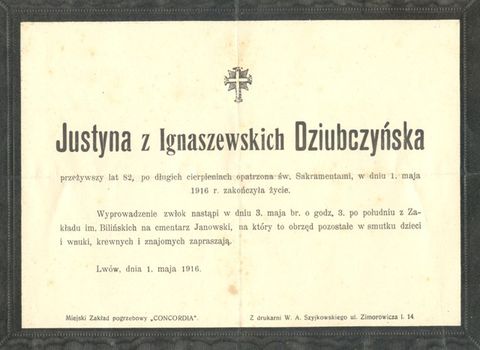 Justyna z Ignaszewskich Dziubczyńska
przeżywszy lat 82, po długich cierpieniach opatrzona św. Sakramentami, w dniu 1. maja
1916 r. zakończyła życie.
Wyprowadzenie zwłok nastąpi w dniu 3. maja br. o godz, 3. po południu z Za-
kładu im. Bilińskich na cmentarz Janowski, na który to obrzęd pozostałe w smutku dzieci
i wnuki, krewnych i znajomych zapraszają.
Lwów, dnia 1. maja 1916.
Miejski Zakład pogrzebowy „CONCORDIA".
Z drukarni W. A. Szyjkowskiego ul. Zimorowicza l. 14.